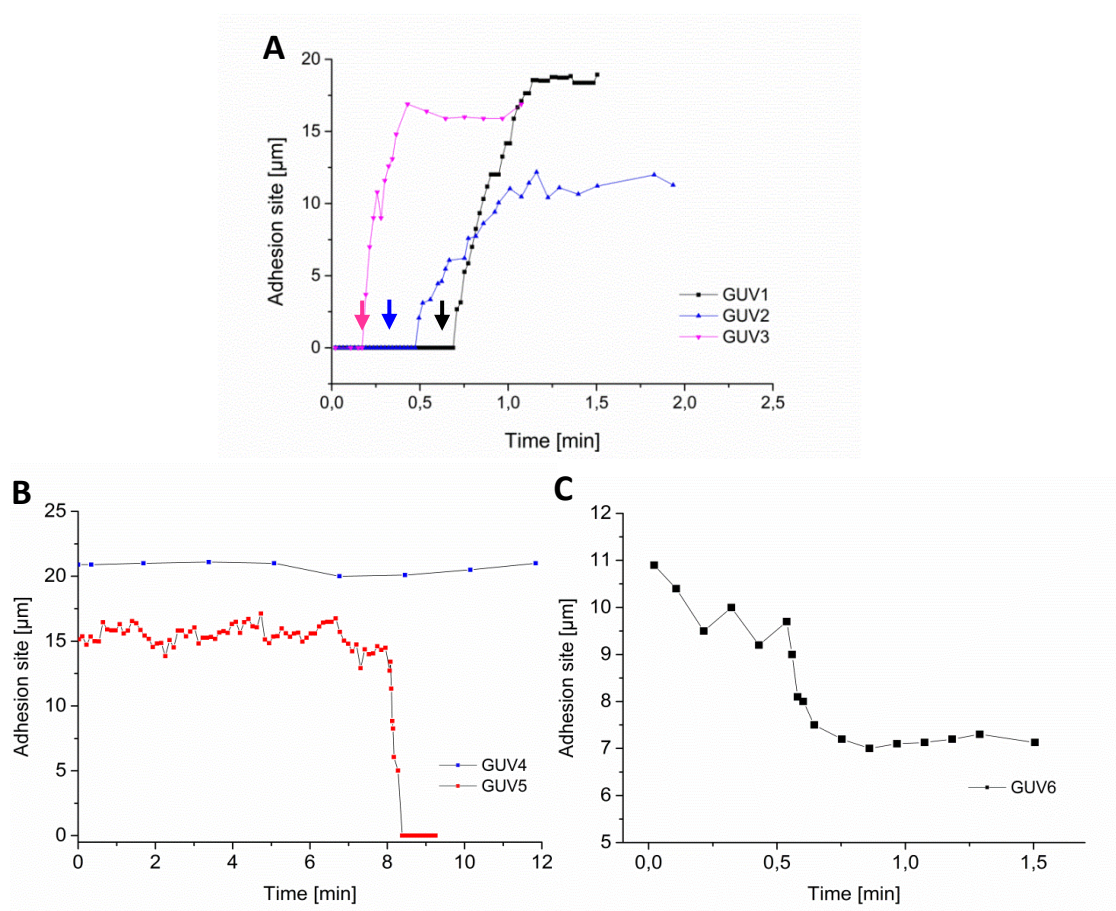 A
20
15
10
5
0
Adhesion site [μm]
GUV1
GUV2
GUV3
0,0 0,5 1,0 1,5 2,0 2,5
Time [min]
B
25
20
15
10
5
0
Adhesion site [μm]
GUV4
GUV5
0 2 4 6 8 10 12
Time [min]
C
12
11
10
9
8
7
6
5
Adhesion site [μm]
GUV6
0,0 0,5 1,0 1,5
Time [min]